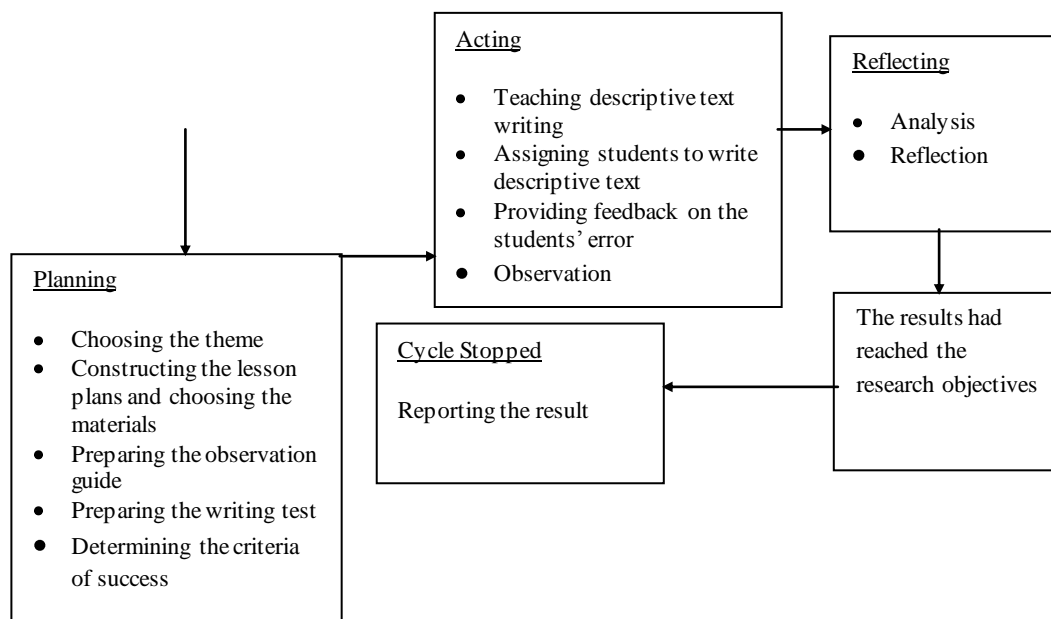 Planning
● Choosing the theme
● Constructing the lesson
plans and choosing the
materials
● Preparing the observation
guide
● Preparing the writing test
● Determining the criteria
of success
Acting
● Teaching descriptive text
writing
● Assigning students to write
descriptive text
● Providing feedback on the
students’ error
● Observation
Reflecting
● Analysis
● Reflection
The results had
reached the
research objectives
Cycle Stopped
Reporting the result